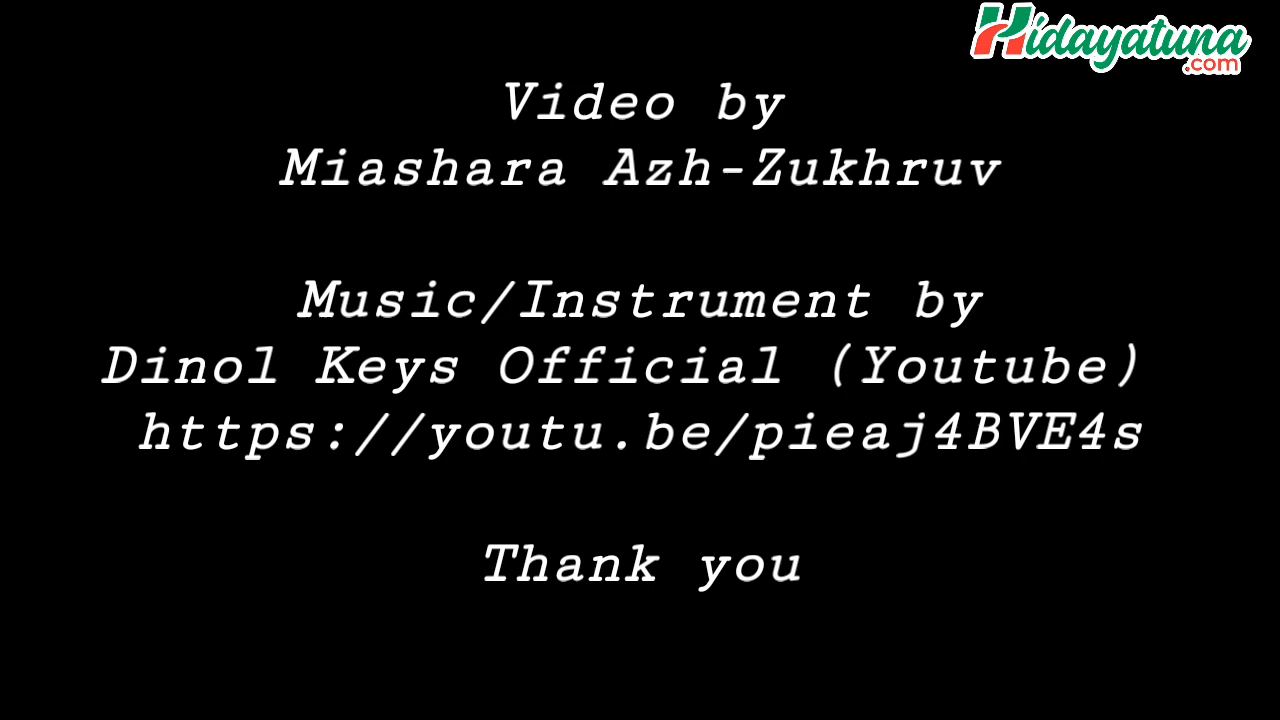 Hidayatuna
.com
Video by
Miashara Azh-Zukhruv
Music/Instrument by
Dinol Keys Official (Youtube)
https://youtu.be/pieaj4BVE4s
Thank you